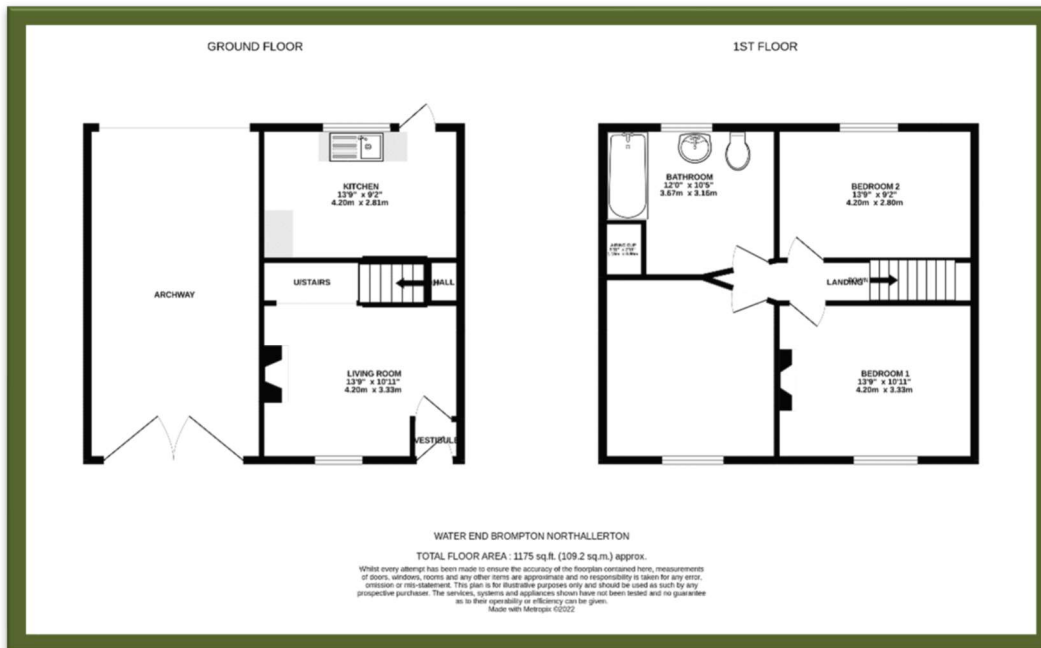 GROUND FLOOR
1ST FLOOR
KITCHEN
13'9" x 9'2"
4.20m x 2.81m
U/STAIRS
HALL
ARCHWAY
LIVING ROOM
13'9" x 10'11"
4.20m x 3.33m
VESTIBULE
BATHROOM
12'0" x 10'5"
3.67m x 3.16m
BEDROOM 2
13'9" x 9'2"
4.20m x 2.80m
LANDING
DOWN
BEDROOM 1
13'9" x 10'11"
4.20m x 3.33m
WATER END BROMPTON NORTHALLERTON
TOTAL FLOOR AREA : 1175 sq.ft. (109.2 sq.m.) approx.
Whilst every attempt has been made to ensure the accuracy of the floorplan contained here, measurements
of doors, windows, rooms and any other items are approximate and no responsibility is taken for any error,
omission or mis-statement. This plan is for illustrative purposes only and should be used as such by any
prospective purchaser. The services, systems and appliances shown have not been tested and no guarantee
as to their operability or efficiency can be given.
Made with Metropix ©2022